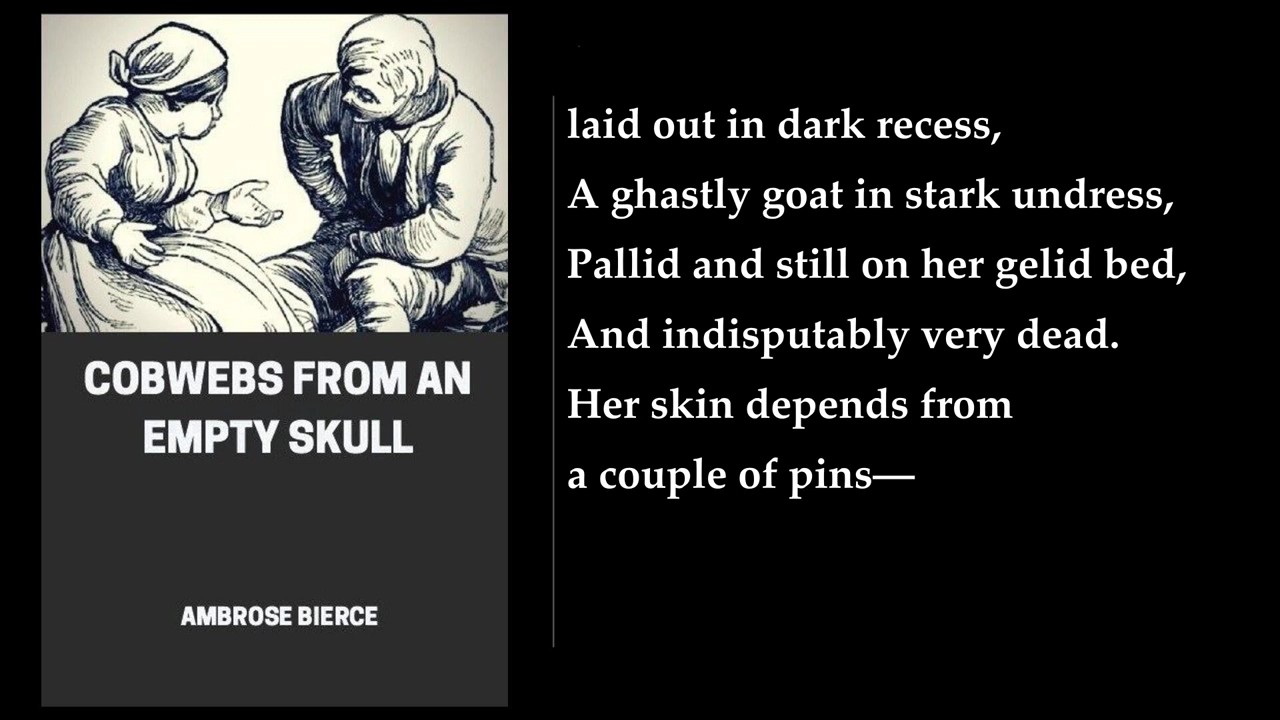 COBWEBS FROM AN
EMPTY SKULL
AMBROSE BIERCE
laid out in dark recess,
A ghastly goat in stark undress,
Pallid and still on her gelid bed,
And indisputably very dead.
Her skin depends from
a couple of pins—